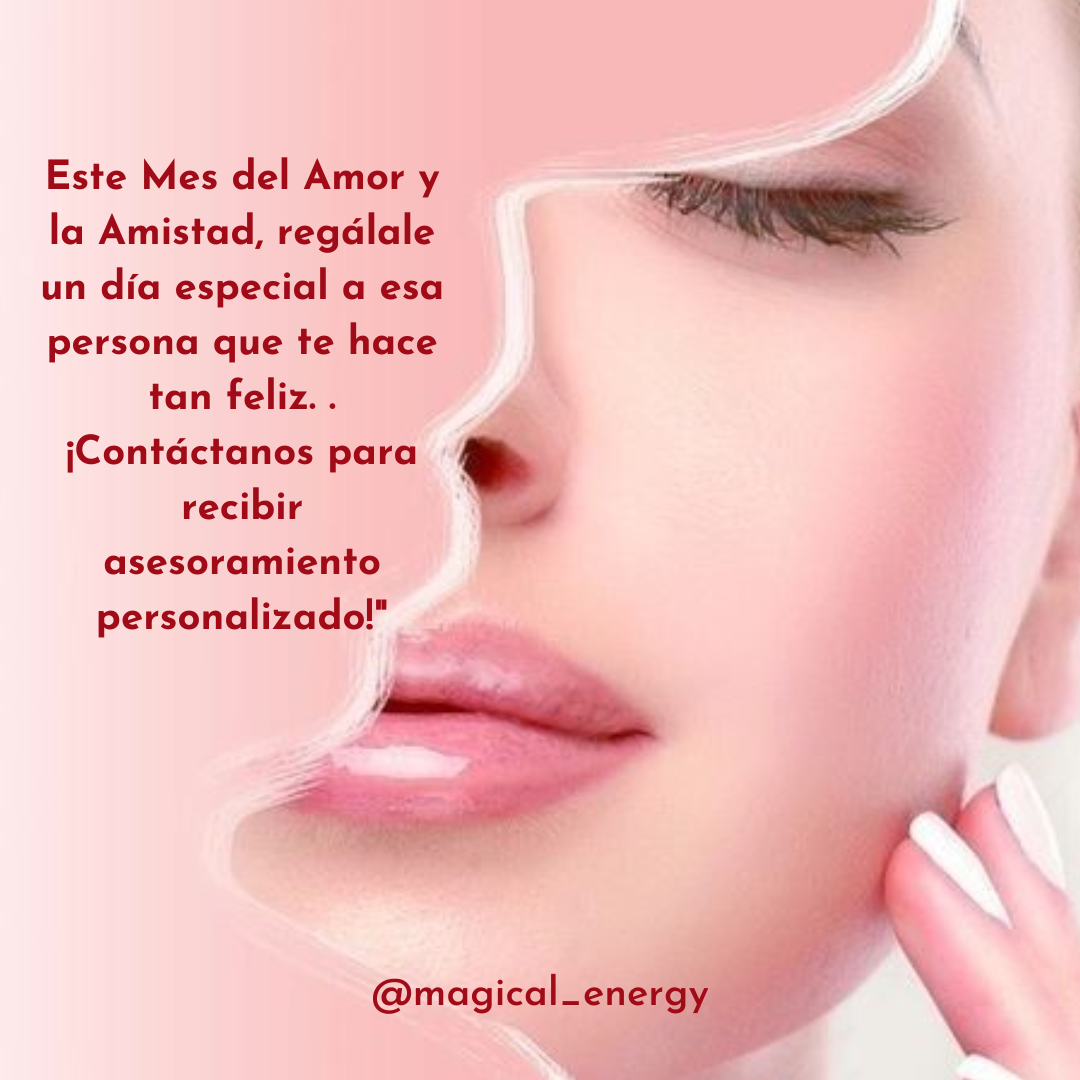 Este Mes del Amor y
la Amistad, regálale
un día especial a esa
persona que te hace
tan feliz. .
¡Contáctanos para
recibir
asesoramiento
personalizado!"
@magical_energy